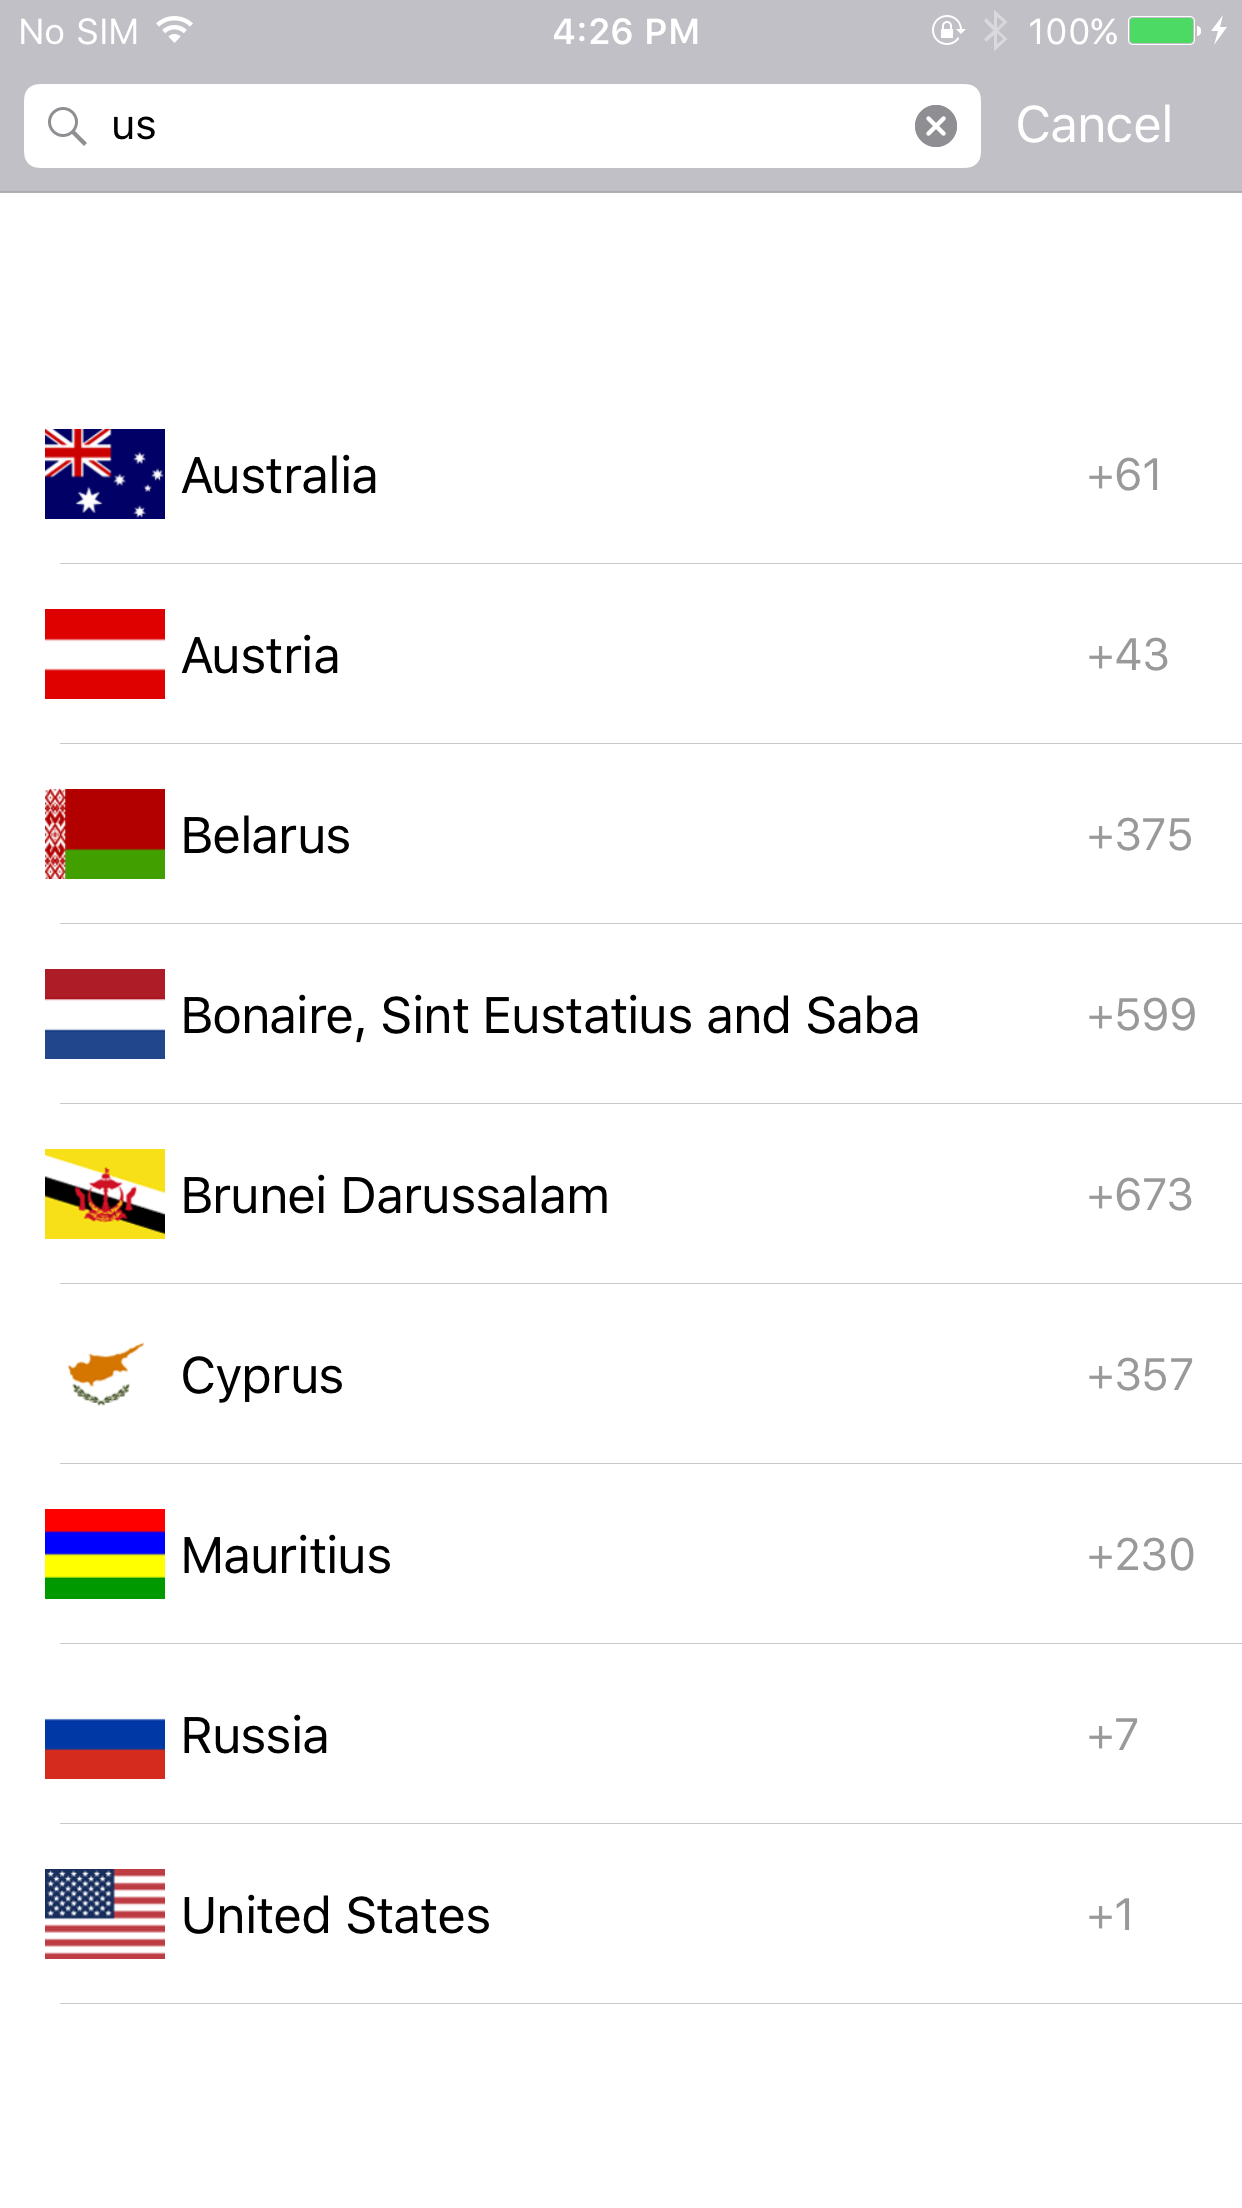 No SIM 4:26 PM 100%
us Cancel
Australia +61
Austria +43
Belarus +375
Bonaire, Sint Eustatius and Saba +599
Brunei Darussalam +673
Cyprus +357
Mauritius +230
Russia +7
United States +1